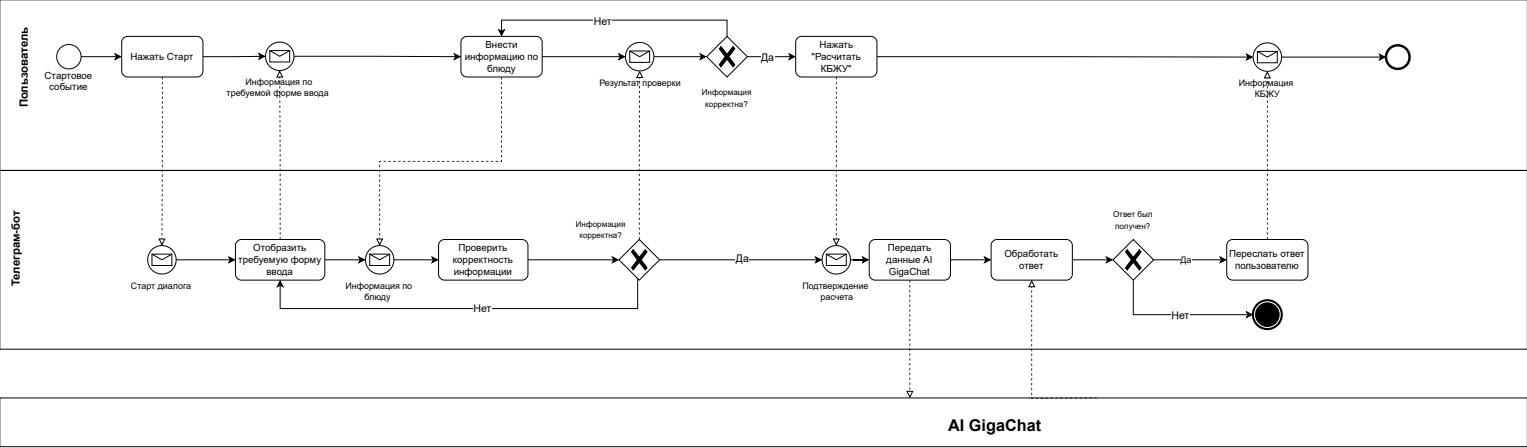 Пользователь
Стартовое
событие
Нажать Старт
Информация по
требуемой форме ввода
Нет
Внести
информацию по
блюду
Результат проверки
Информация
корректна?
Да
Нажать
"Расчитать
КБЖУ"
Информация
КБЖУ
Телеграм-бот
Старт диалога
Отобразить
требуемую форму
ввода
Информация по
блюду
Проверить
корректность
информации
Информация
корректна?
Нет
Да
Подтверждение
расчета
Передать
данные AI
GigaChat
Обработать
ответ
Ответ был
получен?
Да
Переслать ответ
пользователю
Нет
AI GigaChat